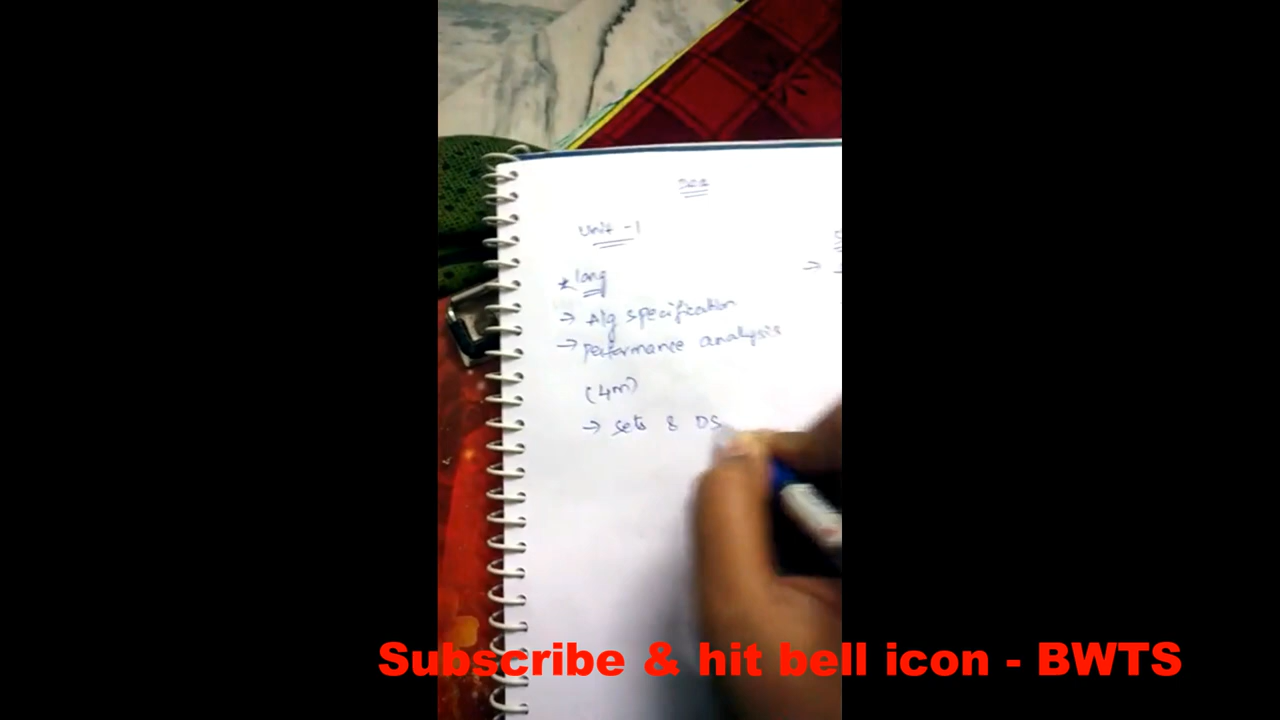 Unit - 1
* long
→ Alg specification
→ performance analysis
(4m)
→ sets & DS
→
Subscribe & hit bell icon - BWTS